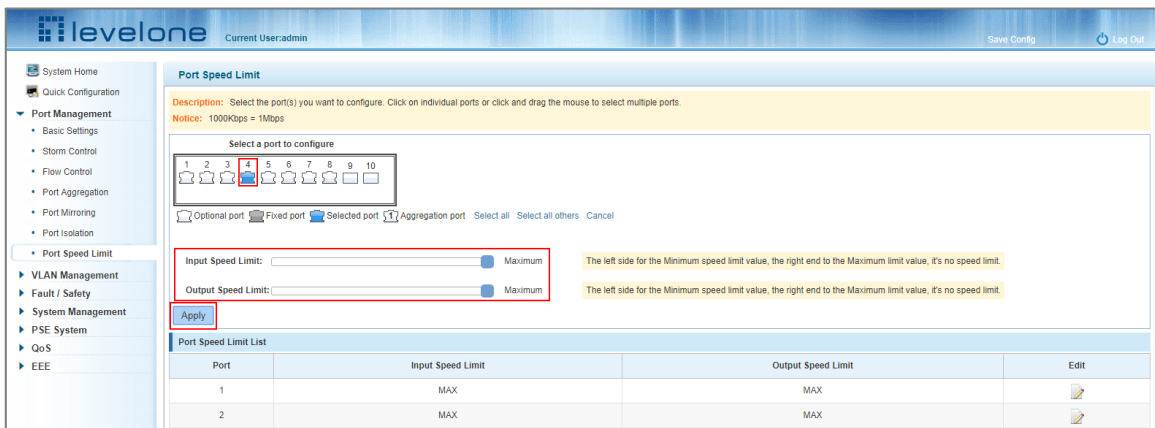 levelone Current User:admin Save Config Log Out
System Home
Quick Configuration
Port Management
Basic Settings
Storm Control
Flow Control
Port Aggregation
Port Mirroring
Port Isolation
Port Speed Limit
VLAN Management
Fault / Safety
System Management
PSE System
QoS
EEE
Port Speed Limit
Description: Select the port(s) you want to configure. Click on individual ports or click and drag the mouse to select multiple ports.
Notice: 1000Kbps = 1Mbps
Select a port to configure
1 2 3 4 5 6 7 8 9 10
Optional port Fixed port Selected port 1 Aggregation port Select all Select all others Cancel
Input Speed Limit: Maximum The left side for the Minimum speed limit value, the right end to the Maximum limit value, it's no speed limit.
Output Speed Limit: Maximum The left side for the Minimum speed limit value, the right end to the Maximum limit value, it's no speed limit.
Apply
Port Speed Limit List
Port Input Speed Limit Output Speed Limit Edit
1 MAX MAX
2 MAX MAX